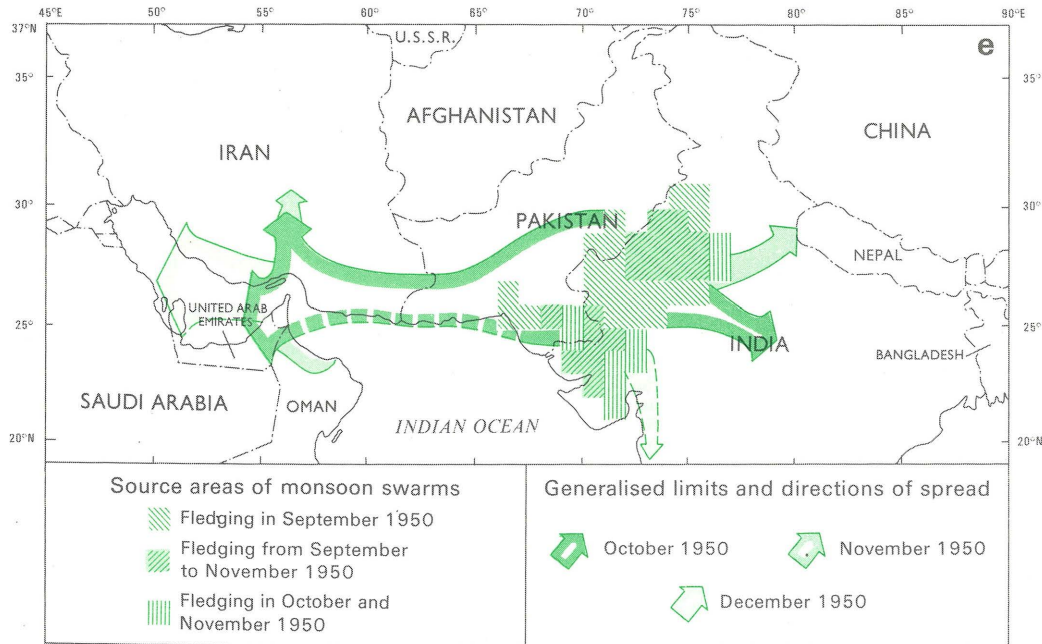 45°E 50° 55° 60° 65° 70° 75° 80° 85° 90°E
37°N
35°
30°
25°
20°N
35°
30°
25°
20°N
e
U.S.S.R.
AFGHANISTAN
CHINA
IRAN
PAKISTAN
NEPAL
UNITED ARAB
EMIRATES
INDIA
BANGLADESH
SAUDI ARABIA
OMAN
INDIAN OCEAN
Source areas of monsoon swarms
Fledging in September 1950
Fledging from September
to November 1950
Fledging in October and
November 1950
Generalised limits and directions of spread
October 1950
November 1950
December 1950